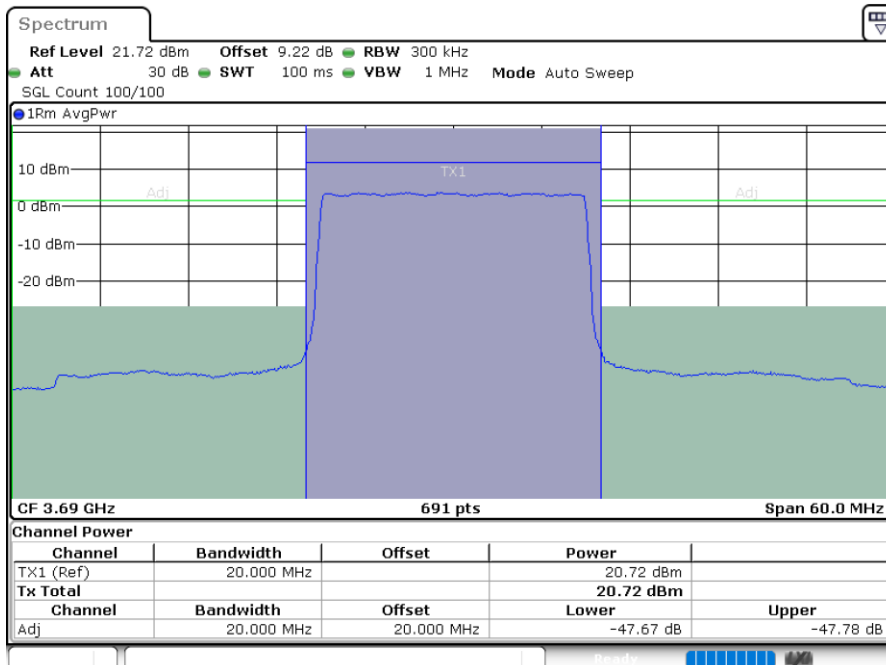 Spectrum
Ref Level 21.72 dBm Offset 9.22 dB RBW 300 kHz
Att 30 dB SWT 100 ms VBW 1 MHz Mode Auto Sweep
SGL Count 100/100
1Rm AvgPwr
10 dBm
TX1
Adj Adj
0 dBm
-10 dBm
-20 dBm
CF 3.69 GHz 691 pts Span 60.0 MHz
Channel Power
Channel Bandwidth Offset Power
TX1 (Ref) 20.000 MHz 20.72 dBm
Tx Total 20.72 dBm
Channel Bandwidth Offset Lower Upper
Adj 20.000 MHz 20.000 MHz -47.67 dB -47.78 dB
Ready